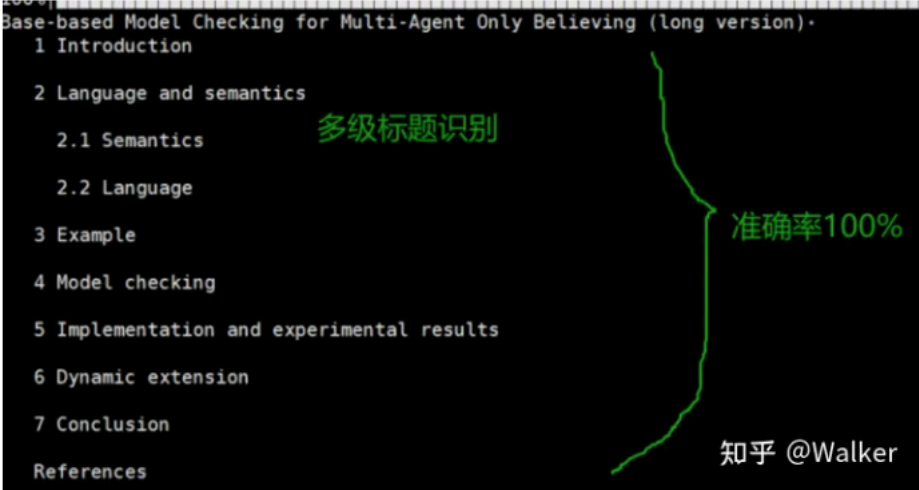 100%
Base-based Model Checking for Multi-Agent Only Believing (long version)·
1 Introduction
2 Language and semantics
多级标题识别
2.1 Semantics
2.2 Language
准确率100%
3 Example
4 Model checking
5 Implementation and experimental results
6 Dynamic extension
7 Conclusion
知乎 @Walker
References